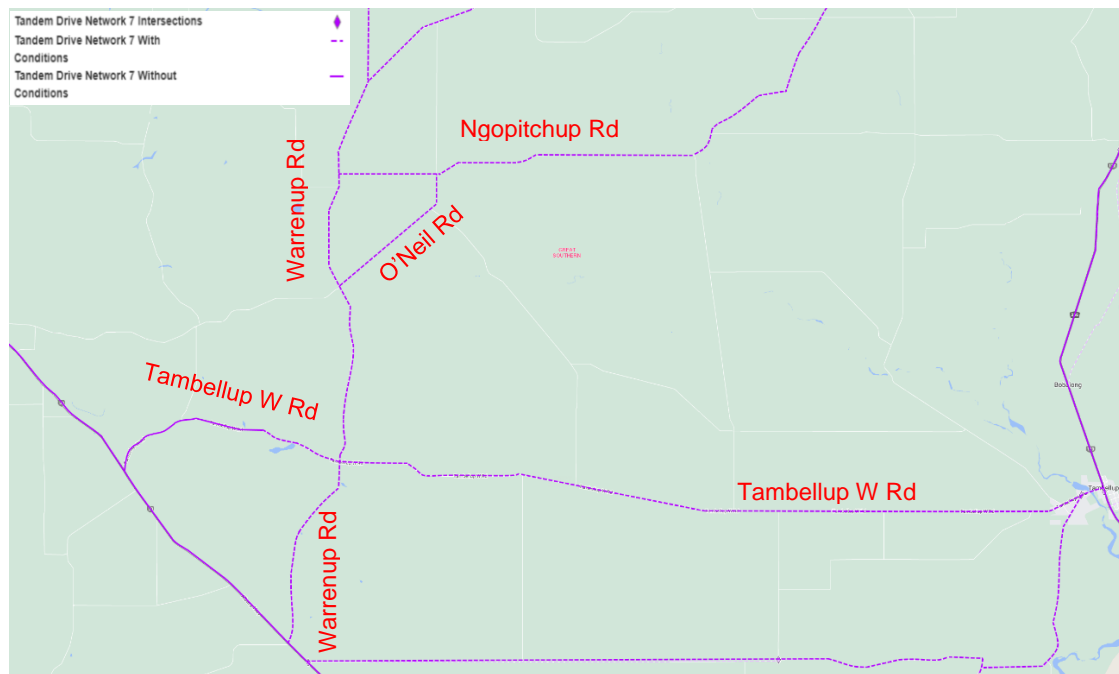 Tandem Drive Network 7 Intersections
Tandem Drive Network 7 With
Conditions
Tandem Drive Network 7 Without
Conditions
Ngopitchup Rd
Warrenup Rd
O'Neil Rd
GREAT
SOUTHERN
Tambellup W Rd
Tambellup W Rd
Warrenup Rd